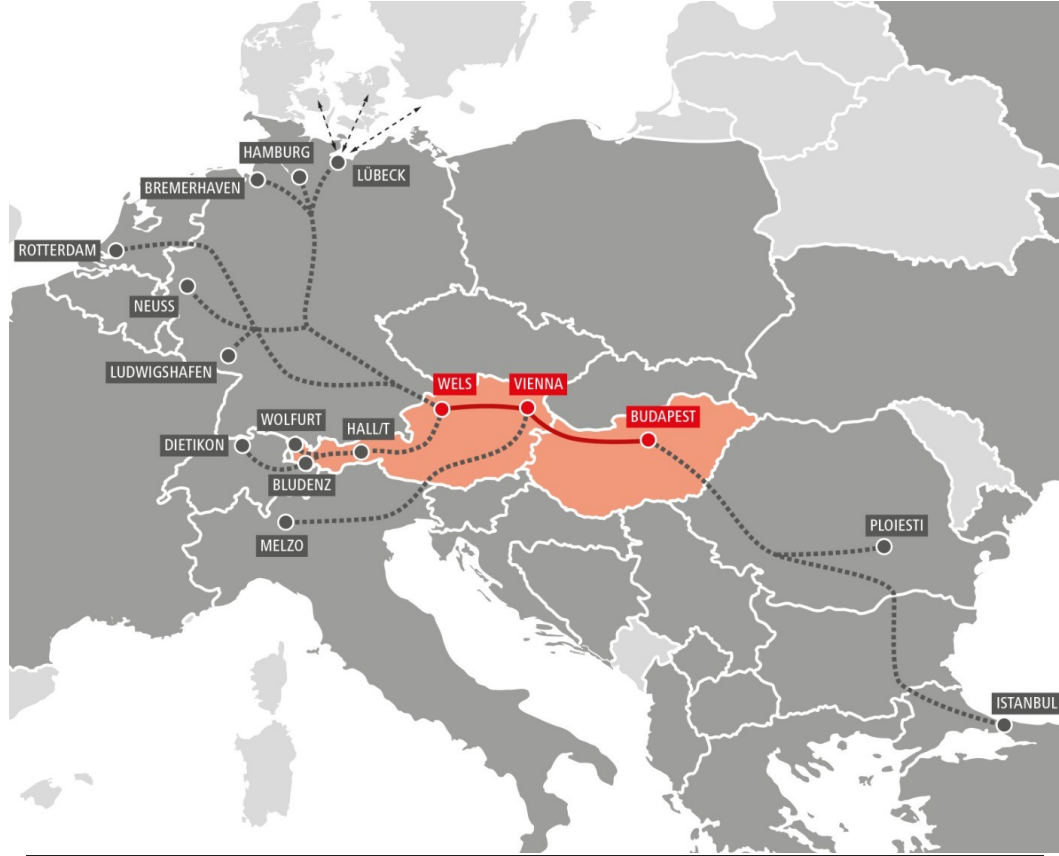 HAMBURG
LÜBECK
BREMERHAVEN
ROTTERDAM
NEUSS
LUDWIGSHAFEN
WELS
VIENNA
BUDAPEST
WOLFURT
HALL/T
DIETIKON
BLUDENZ
MELZO
PLOIESTI
ISTANBUL